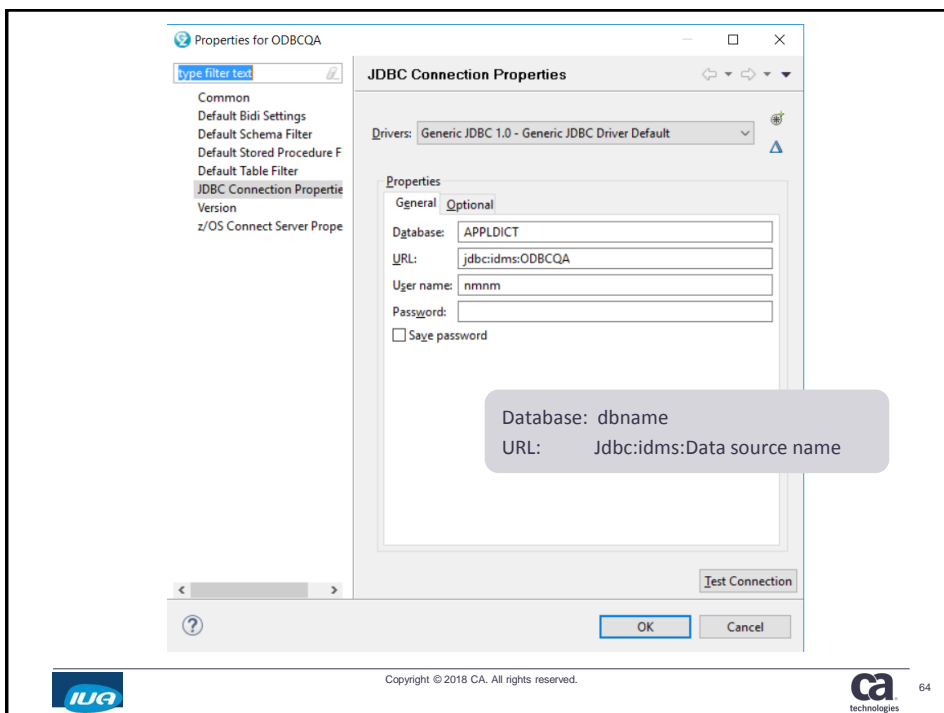 Properties for ODBCQA
type filter text
Common
Default Bidi Settings
Default Schema Filter
Default Stored Procedure F
Default Table Filter
JDBC Connection Propertie
Version
z/OS Connect Server Prope
JDBC Connection Properties
Drivers: Generic JDBC 1.0 - Generic JDBC Driver Default
Properties
General Optional
Database: APPLDICT
URL: jdbc:idms:ODBCQA
User name: nmnm
Password:
Save password
Database: dbname
URL: Jdbc:idms:Data source name
Test Connection
OK Cancel
IUA
Copyright © 2018 CA. All rights reserved.
ca technologies
64